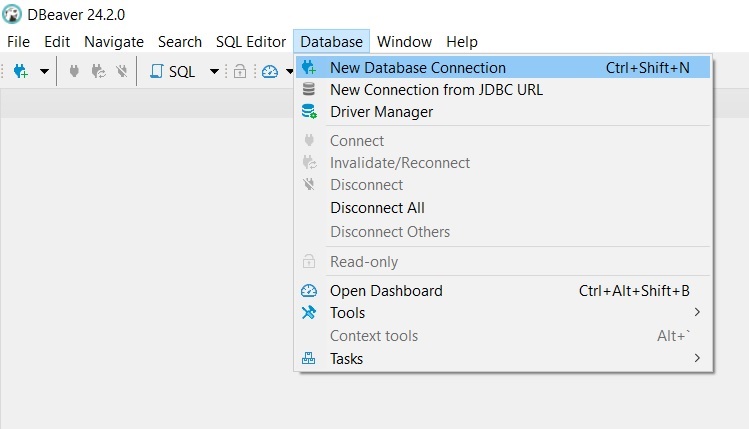 DBeaver 24.2.0
File Edit Navigate Search SQL Editor Database Window Help
SQL
New Database Connection Ctrl+Shift+N
New Connection from JDBC URL
Driver Manager
Connect
Invalidate/Reconnect
Disconnect
Disconnect All
Disconnect Others
Read-only
Open Dashboard Ctrl+Alt+Shift+B
Tools
Context tools Alt+`
Tasks